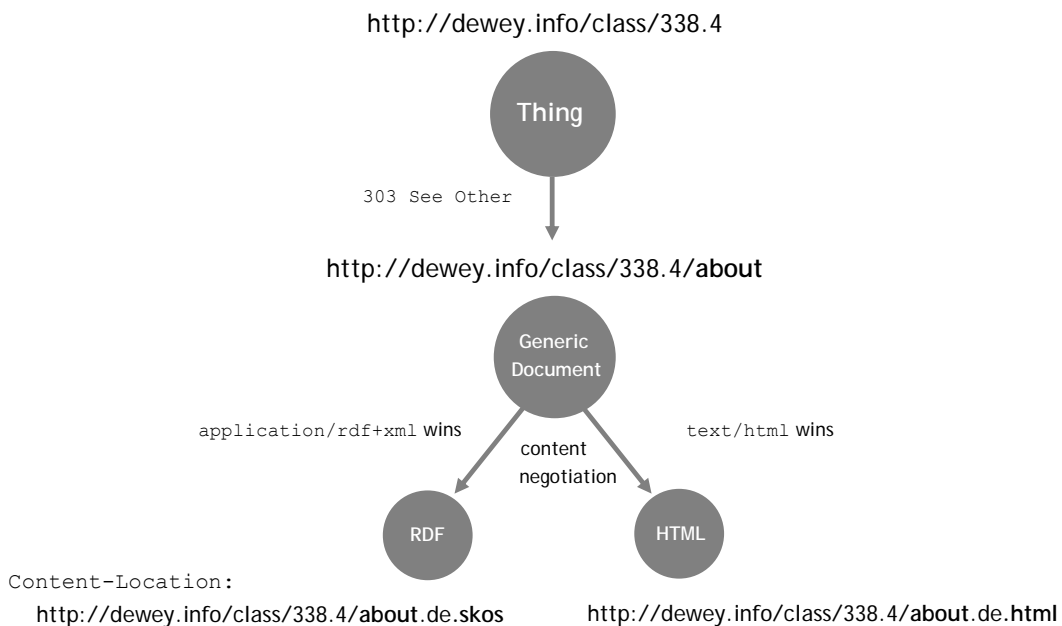 http://dewey.info/class/338.4
Thing
303 See Other
http://dewey.info/class/338.4/about
Generic
Document
application/rdf+xml wins
text/html wins
content
negotiation
RDF
HTML
Content-Location:
http://dewey.info/class/338.4/about.de.skos
http://dewey.info/class/338.4/about.de.html